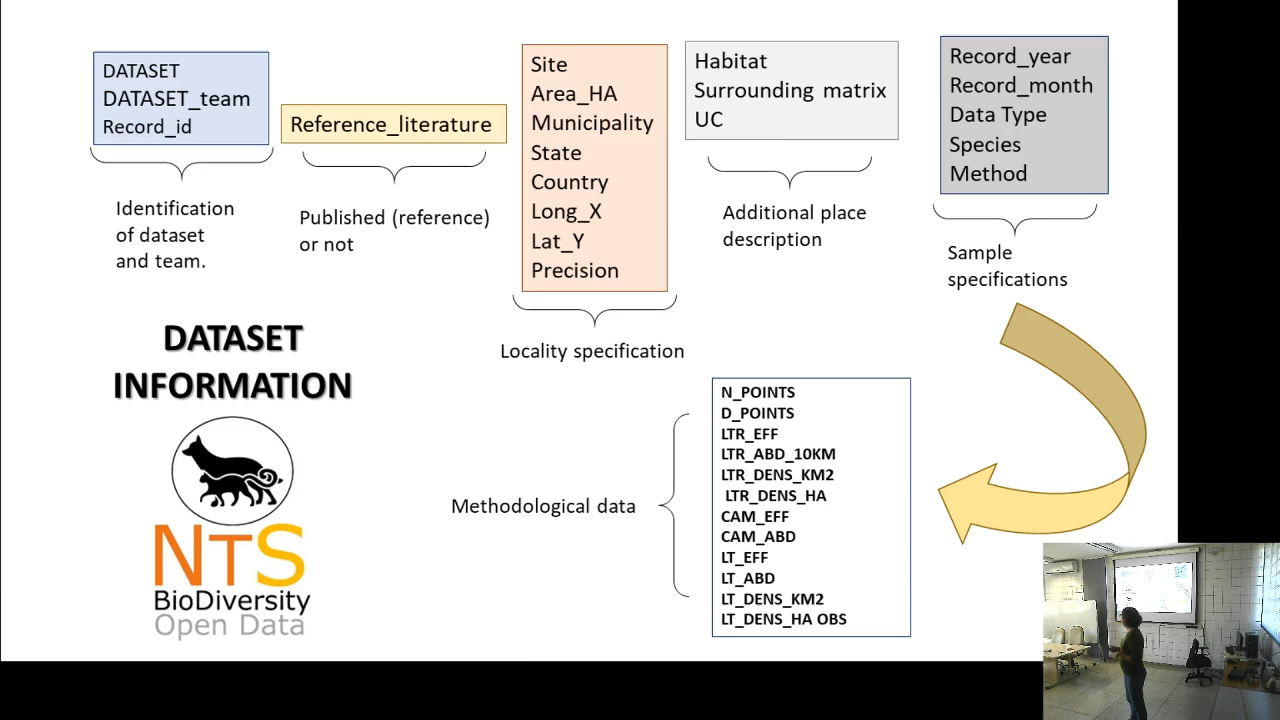 DATASET
DATASET_team
Record_id
Identification
of dataset
and team.
Reference_literature
Published (reference)
or not
Site
Area_HA
Municipality
State
Country
Long_X
Lat_Y
Precision
Locality specification
Habitat
Surrounding matrix
UC
Additional place
description
Record_year
Record_month
Data Type
Species
Method
Sample
specifications
DATASET
INFORMATION
NTS
BioDiversity
Open Data
Methodological data
N_POINTS
D_POINTS
LTR_EFF
LTR_ABD_10KM
LTR_DENS_KM2
LTR_DENS_HA
CAM_EFF
CAM_ABD
LT_EFF
LT_ABD
LT_DENS_KM2
LT_DENS_HA OBS